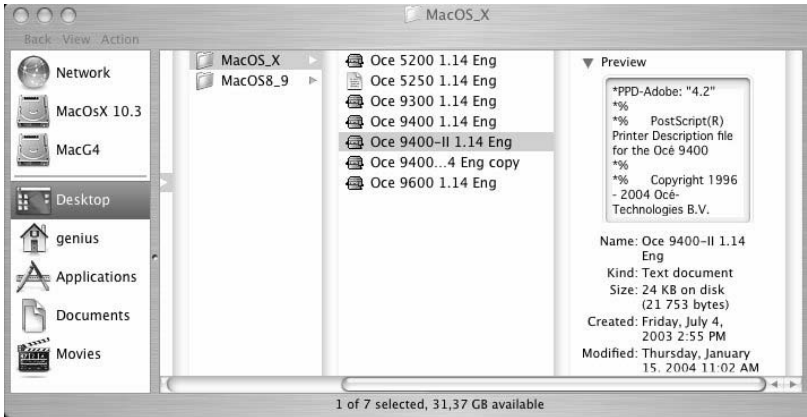 MacOS_X
Back View Action
Network
MacOsX 10.3
MacG4
Desktop
genius
Applications
Documents
Movies
MacOS_X
MacOS8_9
Oce 5200 1.14 Eng
Oce 5250 1.14 Eng
Oce 9300 1.14 Eng
Oce 9400 1.14 Eng
Oce 9400-II 1.14 Eng
Oce 9400...4 Eng copy
Oce 9600 1.14 Eng
Preview
*PPD-Adobe: "4.2"
*%
*% PostScript(R)
Printer Description file
for the Océ 9400
*%
*% Copyright 1996
- 2004 Océ-
Technologies B.V.
Name: Oce 9400-II 1.14
Eng
Kind: Text document
Size: 24 KB on disk
(21 753 bytes)
Created: Friday, July 4,
2003 2:55 PM
Modified: Thursday, January
15, 2004 11:02 AM
1 of 7 selected, 31,37 GB available